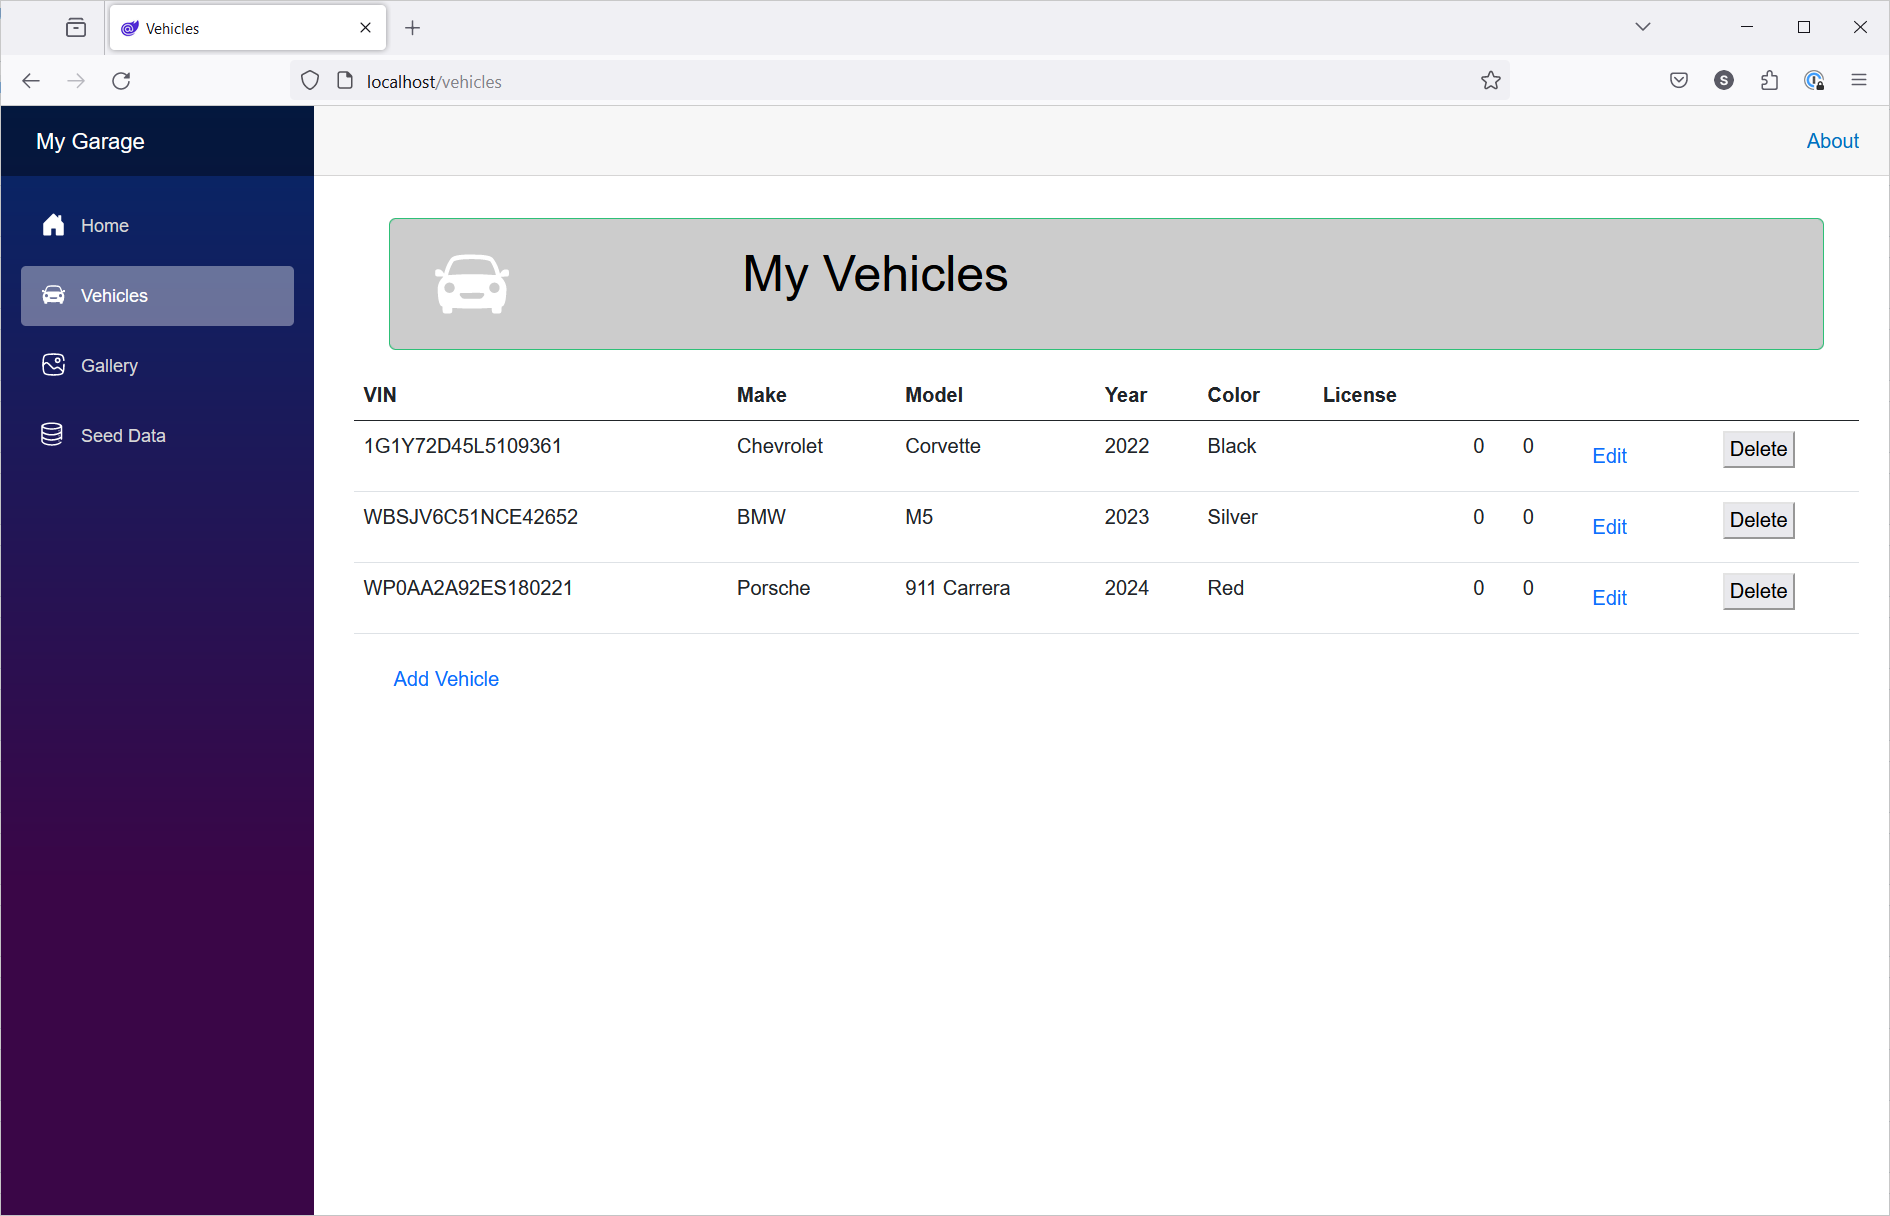 Vehicles
localhost/vehicles
S
My Garage
About
Home
Vehicles
Gallery
Seed Data
My Vehicles
VIN Make Model Year Color License
1G1Y72D45L5109361 Chevrolet Corvette 2022 Black 0 0 Edit Delete
WBSJV6C51NCE42652 BMW M5 2023 Silver 0 0 Edit Delete
WP0AA2A92ES180221 Porsche 911 Carrera 2024 Red 0 0 Edit Delete
Add Vehicle